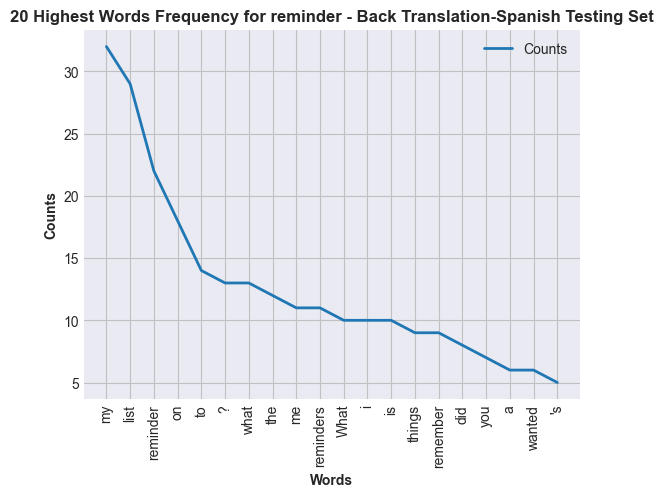 20 Highest Words Frequency for reminder - Back Translation-Spanish Testing Set
Counts
Counts
30
25
20
15
10
5
my
list
reminder
on
to
?
what
the
me
reminders
What
i
is
things
remember
did
you
a
wanted
's
Words